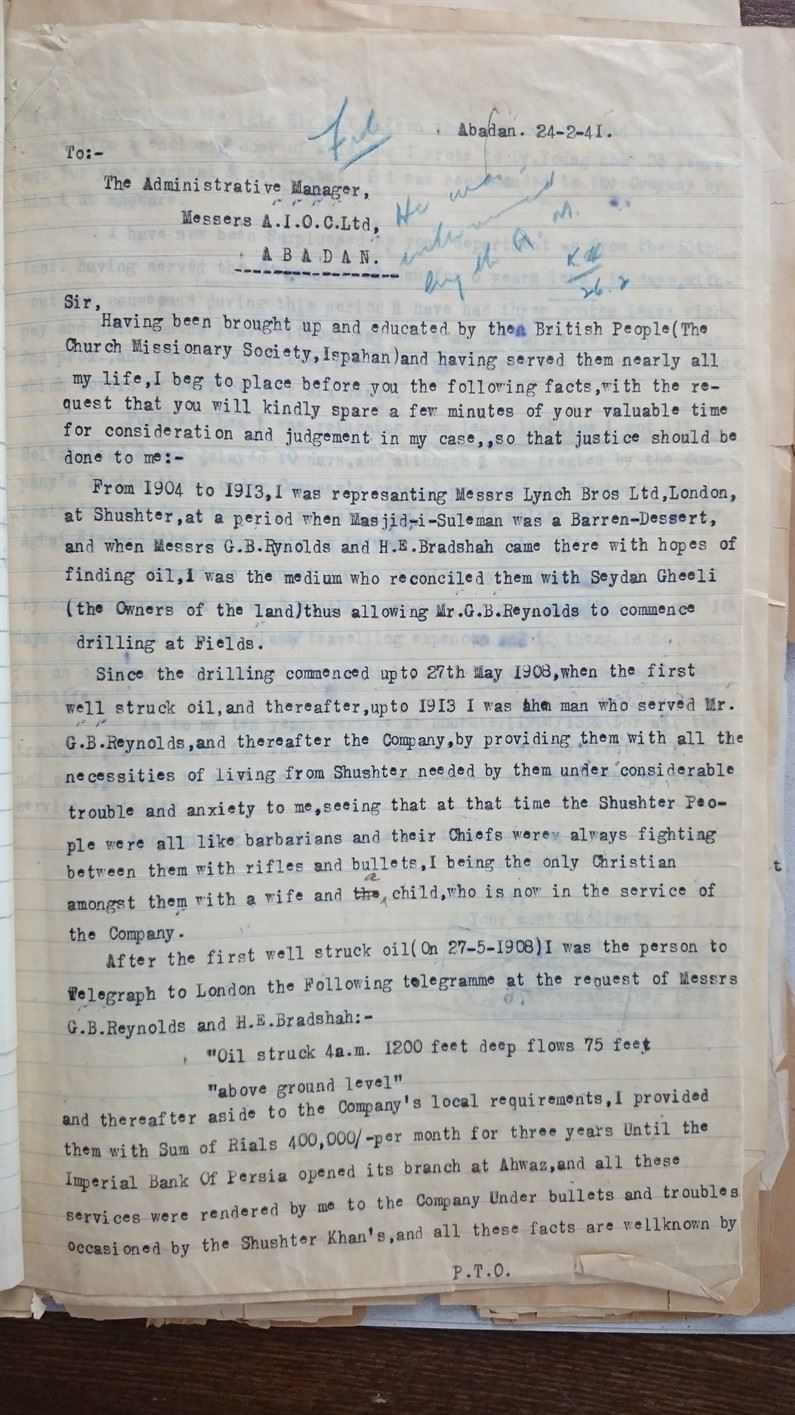 Abadan. 24-2-41.
To:-
The Administrative Manager,
Messers A.I.O.C.Ltd,
ABADAN.
He was
interviewed
by the A. M.
26.2
Sir,
Having been brought up and educated by then British People(The
Church Missionary Society,Ispahan)and having served them nearly all
my life,I beg to place before you the following facts,with the re-
quest that you will kindly spare a few minutes of your valuable time
for consideration and judgement in my case,,so that justice should be
done to me:-
From 1904 to 1913,I was represanting Messrs Lynch Bros Ltd,London,
at Shushter,at a period when Masjid-i-Suleman was a Barren-Dessert,
and when Messrs G.B.Rynolds and H.E.Bradshah came there with hopes of
finding oil,i was the medium who reconciled them with Seydan Gheeli
(the Owners of the land)thus allowing Mr.G.B.Reynolds to commence
drilling at Fields.
Since the drilling commenced upto 27th May 1908,when the first
well struck oil,and thereafter,upto 1913 I was the man who served Mr.
G.B.Reynolds,and thereafter the Company,by providing them with all the
necessities of living from Shushter needed by them under considerable
trouble and anxiety to me,seeing that at that time the Shushter Peo-
ple were all like barbarians and their Chiefs were always fighting
between them with rifles and bullets,I being the only Christian
amongst them with a wife and the a child,who is now in the service of
the Company.
After the first well struck oil(On 27-5-1908)I was the person to
Telegraph to London the Following telegramme at the request of Messrs
G.B.Reynolds and H.E.Bradshah:-
"Oil struck 4a.m. 1200 feet deep flows 75 feet
"above ground level"
and thereafter aside to the Company's local requirements,I provided
them with Sum of Rials 400,000/-per month for three years Until the
Imperial Bank Of Persia opened its branch at Ahwaz,and all these
services were rendered by me to the Company Under bullets and troubles
occasioned by the Shushter Khan's,and all these facts are wellknown by
P.T.O.